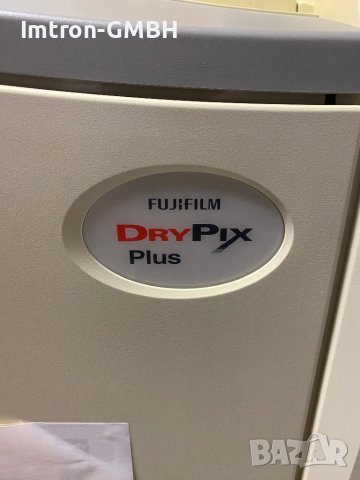 Imtron-GMBH
FUJIFILM
DRYPIX
Plus
BAZAR